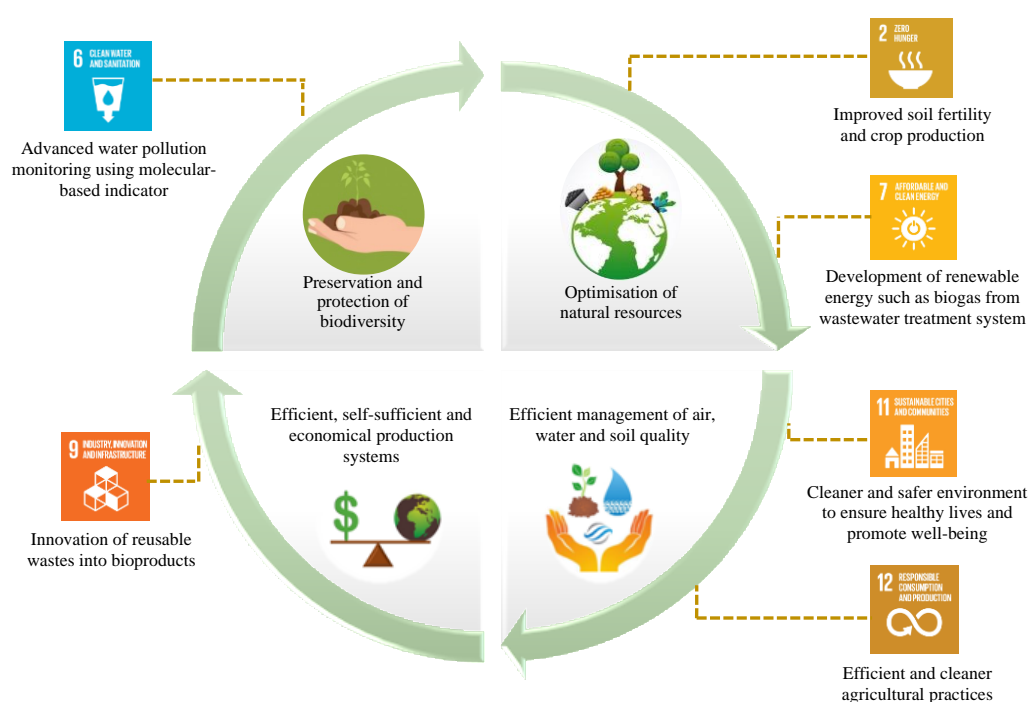 6 CLEAN WATER
AND SANITATION
Advanced water pollution
monitoring using molecular-
based indicator
2 ZERO
HUNGER
Improved soil fertility
and crop production
7 AFFORDABLE AND
CLEAN ENERGY
Development of renewable
energy such as biogas from
wastewater treatment system
Preservation and
protection of
biodiversity
Optimisation of
natural resources
Efficient, self-sufficient and
economical production
systems
Efficient management of air,
water and soil quality
$
9 INDUSTRY, INNOVATION
AND INFRASTRUCTURE
Innovation of reusable
wastes into bioproducts
11 SUSTAINABLE CITIES
AND COMMUNITIES
Cleaner and safer environment
to ensure healthy lives and
promote well-being
12 RESPONSIBLE
CONSUMPTION
AND PRODUCTION
Efficient and cleaner
agricultural practices